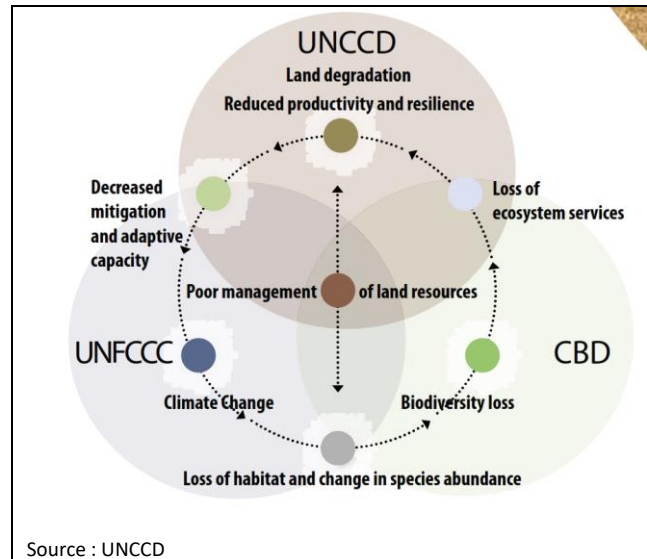 UNCCD
Land degradation
Reduced productivity and resilience
Decreased
mitigation
and adaptive
capacity
Loss of
ecosystem services
Poor management of land resources
UNFCCC
CBD
Climate Change
Biodiversity loss
Loss of habitat and change in species abundance
Source : UNCCD